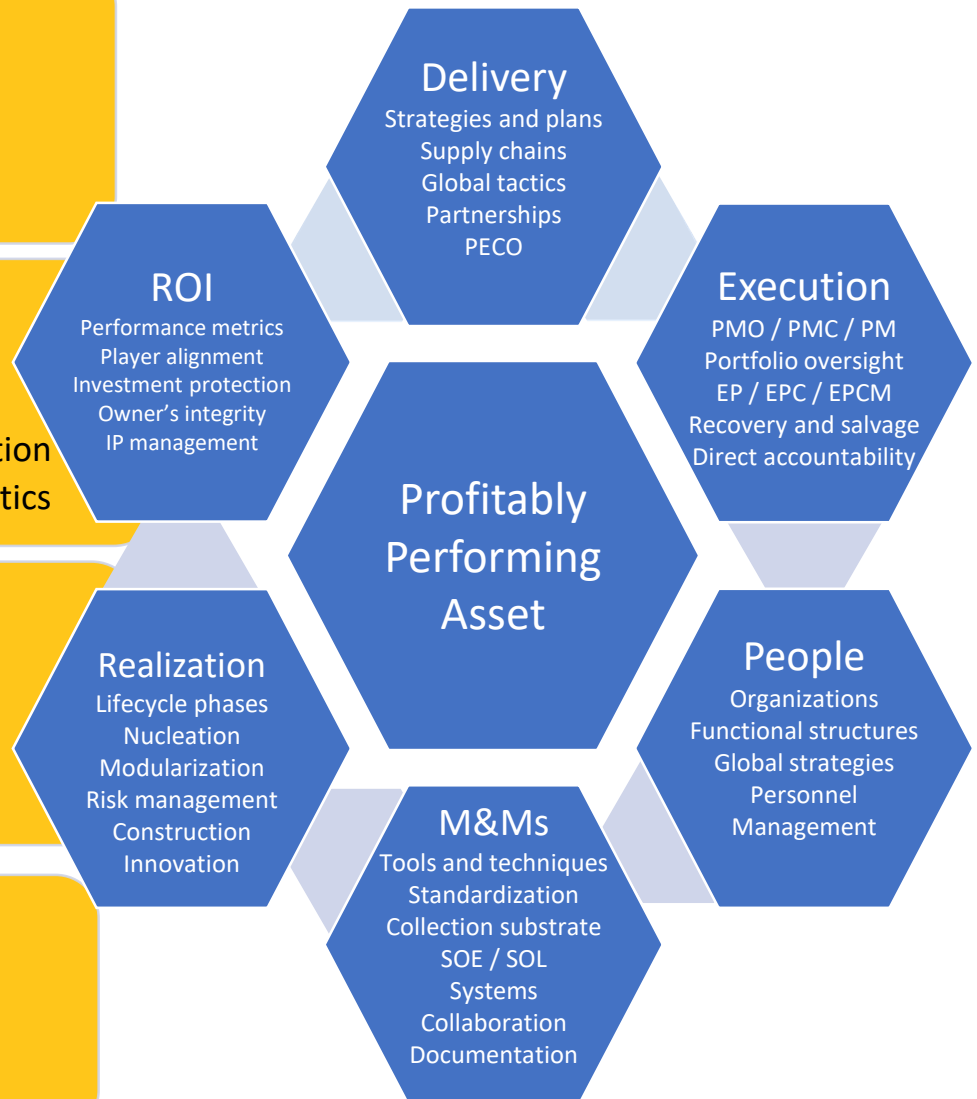 Delivery
Strategies and plans
Supply chains
Global tactics
Partnerships
PECO
ROI
Performance metrics
Player alignment
Investment protection
Owner’s integrity
IP management
Execution
PMO / PMC / PM
Portfolio oversight
EP / EPC / EPCM
Recovery and salvage
Direct accountability
tion
tics
Profitably
Performing
Asset
Realization
Lifecycle phases
Nucleation
Modularization
Risk management
Construction
Innovation
People
Organizations
Functional structures
Global strategies
Personnel
Management
M&Ms
Tools and techniques
Standardization
Collection substrate
SOE / SOL
Systems
Collaboration
Documentation